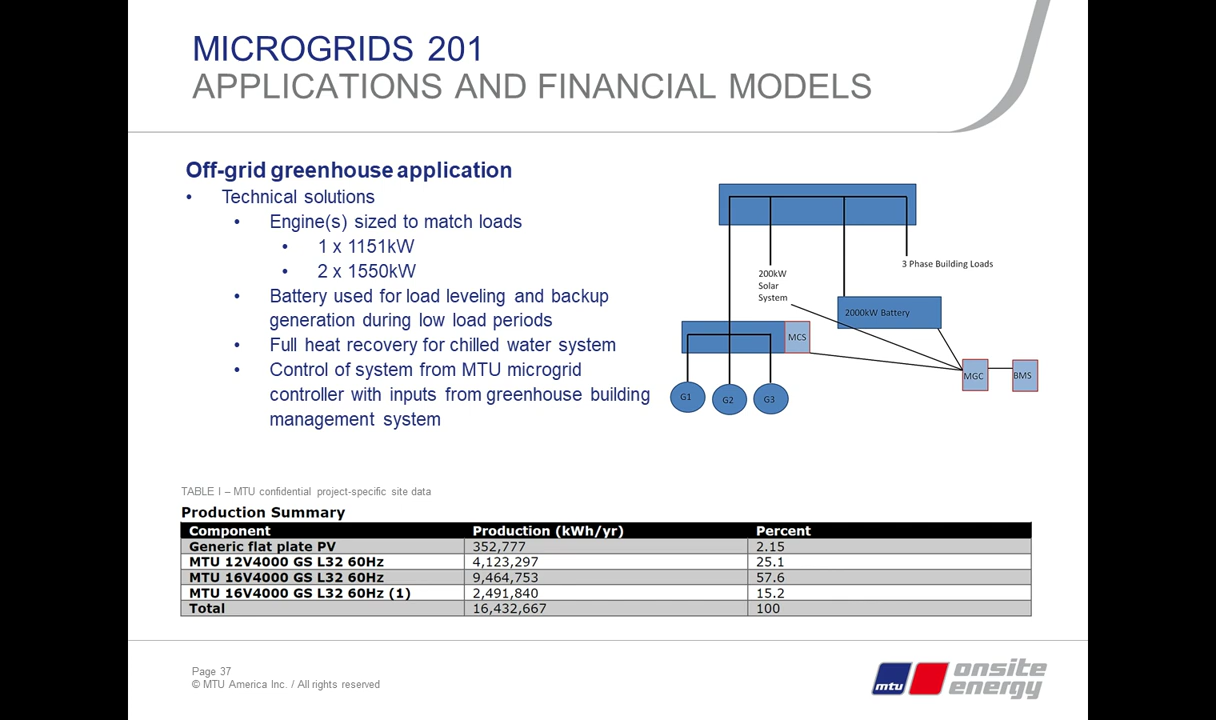 MICROGRIDS 201
APPLICATIONS AND FINANCIAL MODELS
Off-grid greenhouse application
• Technical solutions
• Engine(s) sized to match loads
• 1 x 1151kW
• 2 x 1550kW
• Battery used for load leveling and backup
generation during low load periods
• Full heat recovery for chilled water system
• Control of system from MTU microgrid
controller with inputs from greenhouse building
management system
3 Phase Building Loads
200kW
Solar
System
2000kW Battery
MCS
MGC
BMS
G1
G2
G3
TABLE I – MTU confidential project-specific site data
Production Summary
Component Production (kWh/yr) Percent
Generic flat plate PV 352,777 2.15
MTU 12V4000 GS L32 60Hz 4,123,297 25.1
MTU 16V4000 GS L32 60Hz 9,464,753 57.6
MTU 16V4000 GS L32 60Hz (1) 2,491,840 15.2
Total 16,432,667 100
Page 37
© MTU America Inc. / All rights reserved
mtu
onsite
energy